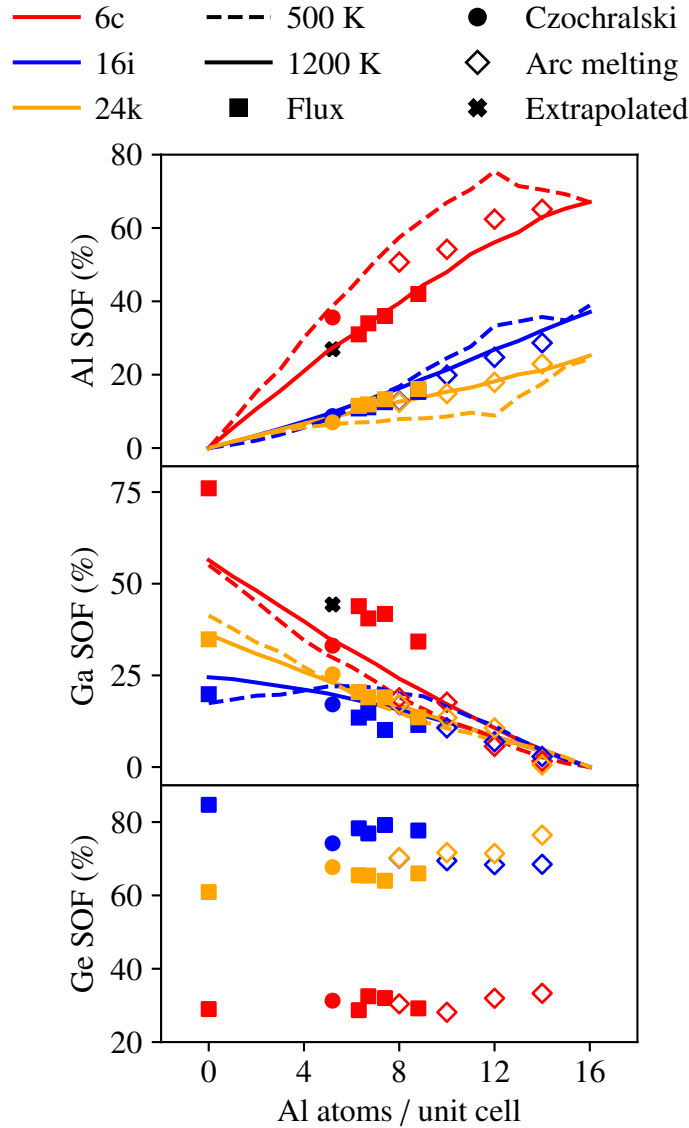 6c 500 K Czochralski
16i 1200 K Arc melting
24k Flux Extrapolated
80
60
40
20
0
Al SOF (%)
75
50
25
0
Ga SOF (%)
80
60
40
20
Ge SOF (%)
0 4 8 12 16
Al atoms / unit cell